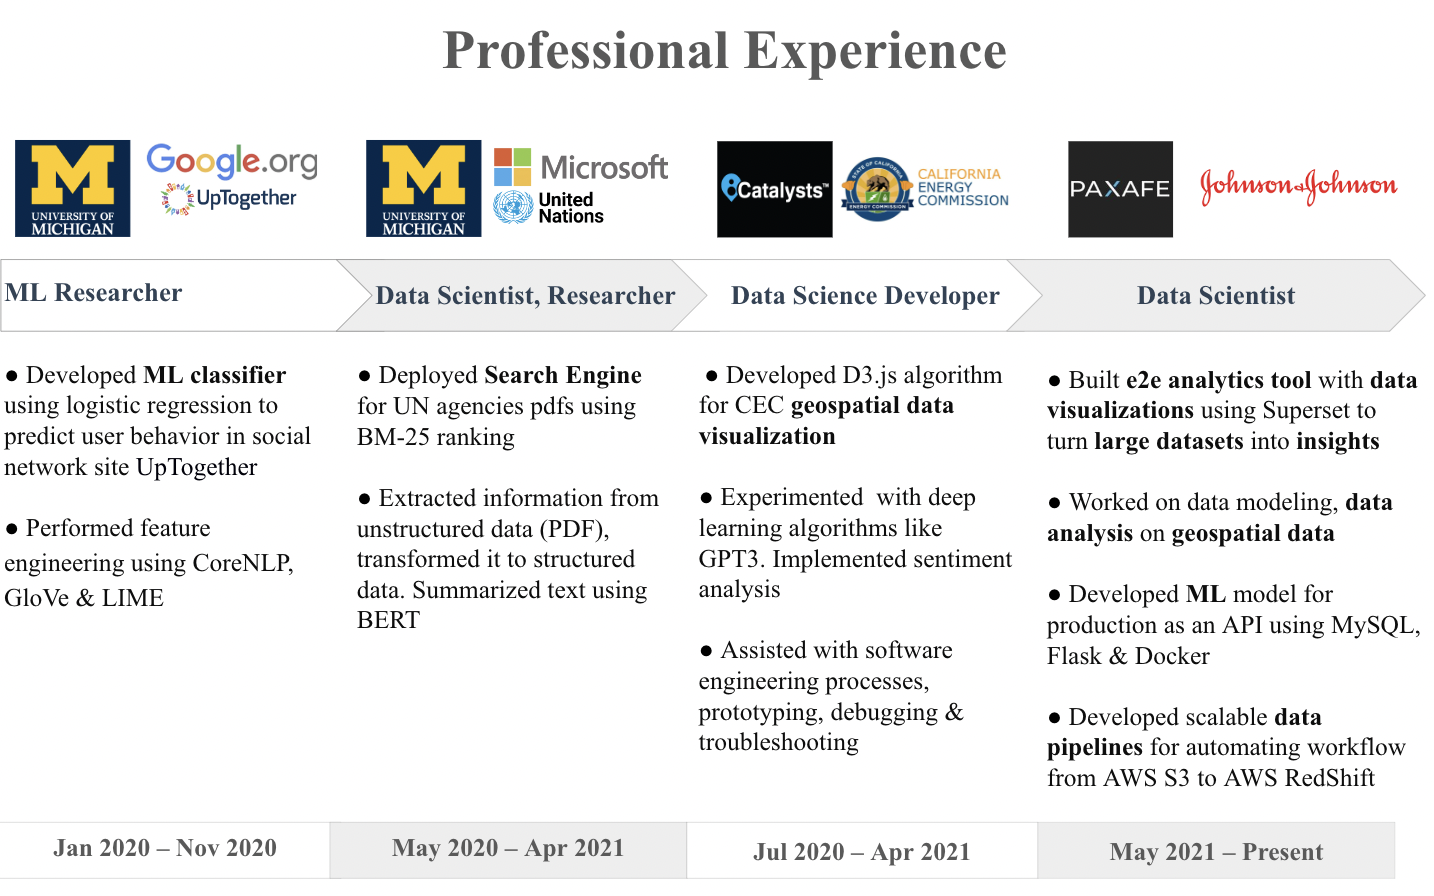 Professional Experience
M
UNIVERSITY OF
MICHIGAN
Google.org
UpTogether
M
UNIVERSITY OF
MICHIGAN
Microsoft
United
Nations
Catalysts™
STATE OF CALIFORNIA
ENERGY COMMISSION
CALIFORNIA
ENERGY
COMMISSION
PAXAFE
Johnson & Johnson
ML Researcher
Data Scientist, Researcher
Data Science Developer
Data Scientist
● Developed ML classifier
using logistic regression to
predict user behavior in social
network site UpTogether
● Performed feature
engineering using CoreNLP,
GloVe & LIME
● Deployed Search Engine
for UN agencies pdfs using
BM-25 ranking
● Extracted information from
unstructured data (PDF),
transformed it to structured
data. Summarized text using
BERT
● Developed D3.js algorithm
for CEC geospatial data
visualization
● Experimented  with deep
learning algorithms like
GPT3. Implemented sentiment
analysis
● Assisted with software
engineering processes,
prototyping, debugging &
troubleshooting
● Built e2e analytics tool with data
visualizations using Superset to
turn large datasets into insights
● Worked on data modeling, data
analysis on geospatial data
● Developed ML model for
production as an API using MySQL,
Flask & Docker
● Developed scalable data
pipelines for automating workflow
from AWS S3 to AWS RedShift
Jan 2020 – Nov 2020
May 2020 – Apr 2021
Jul 2020 – Apr 2021
May 2021 – Present